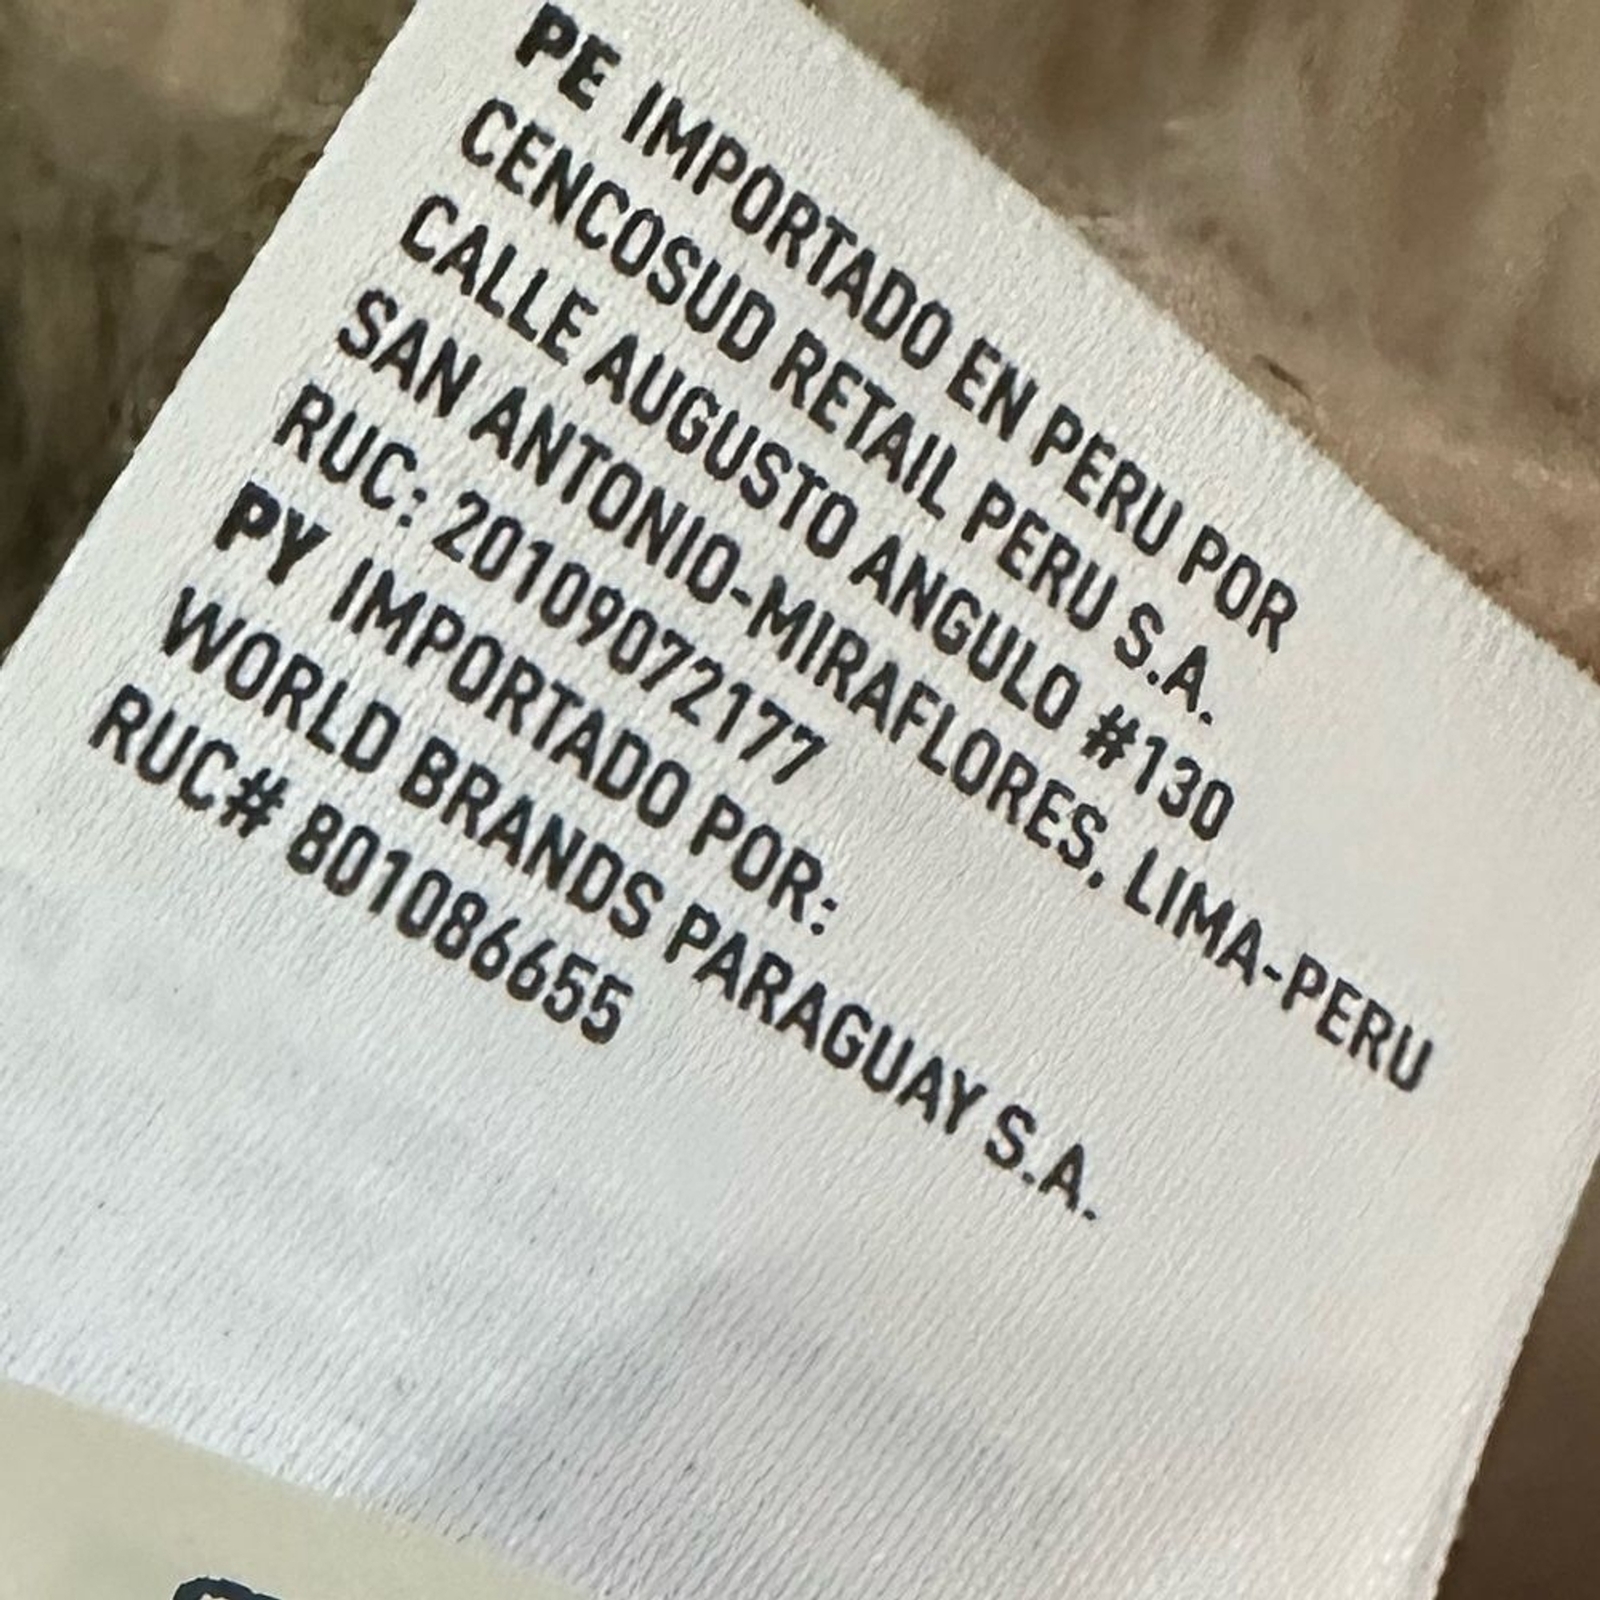 PE IMPORTADO EN PERU POR
CENCOSUD RETAIL PERU S.A.
CALLE AUGUSTO ANGULO #130
SAN ANTONIO-MIRAFLORES, LIMA-PERU
RUC: 20109072177
PY IMPORTADO POR:
WORLD BRANDS PARAGUAY S.A.
RUC# 801086655